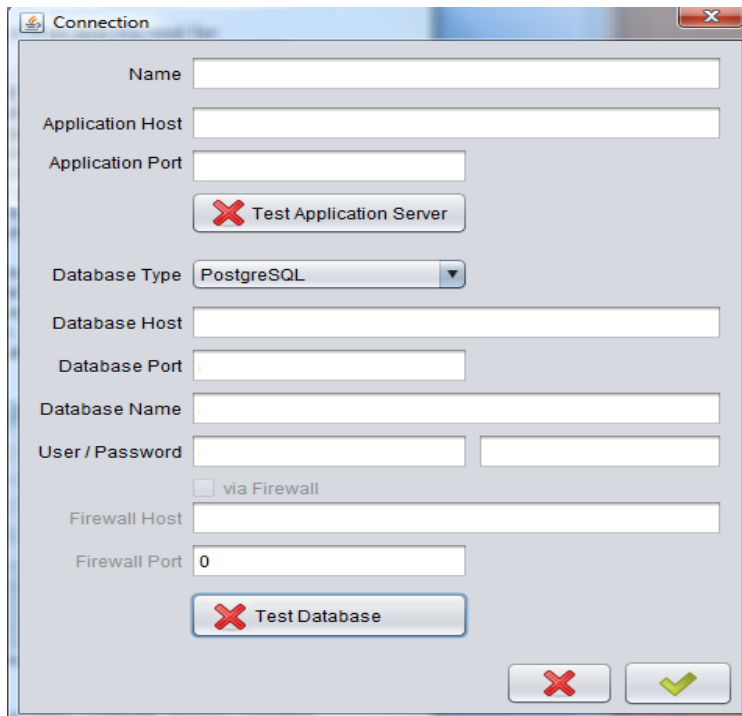 Connection
Name
Application Host
Application Port
Test Application Server
Database Type PostgreSQL
Database Host
Database Port
Database Name
User / Password
via Firewall
Firewall Host
Firewall Port 0
Test Database